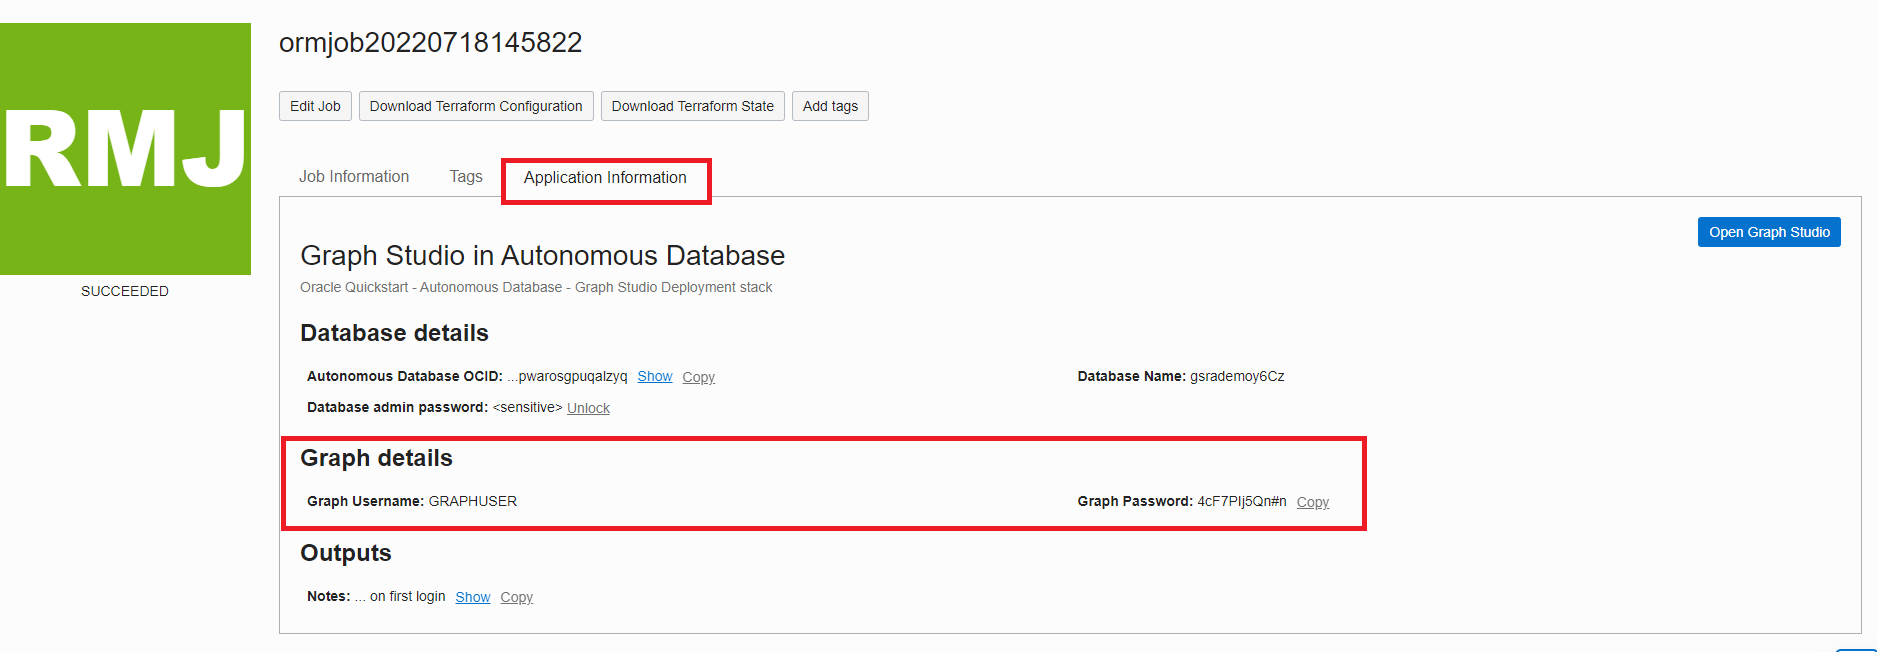 RMJ
SUCCEEDED
ormjob20220718145822
Edit Job Download Terraform Configuration Download Terraform State Add tags
Job Information Tags Application Information
Open Graph Studio
Graph Studio in Autonomous Database
Oracle Quickstart - Autonomous Database - Graph Studio Deployment stack
Database details
Autonomous Database OCID: ...pwarosgpuqalzyq Show Copy Database Name: gsrademoy6Cz
Database admin password: <sensitive> Unlock
Graph details
Graph Username: GRAPHUSER Graph Password: 4cF7PIj5Qn#n Copy
Outputs
Notes: ... on first login Show Copy